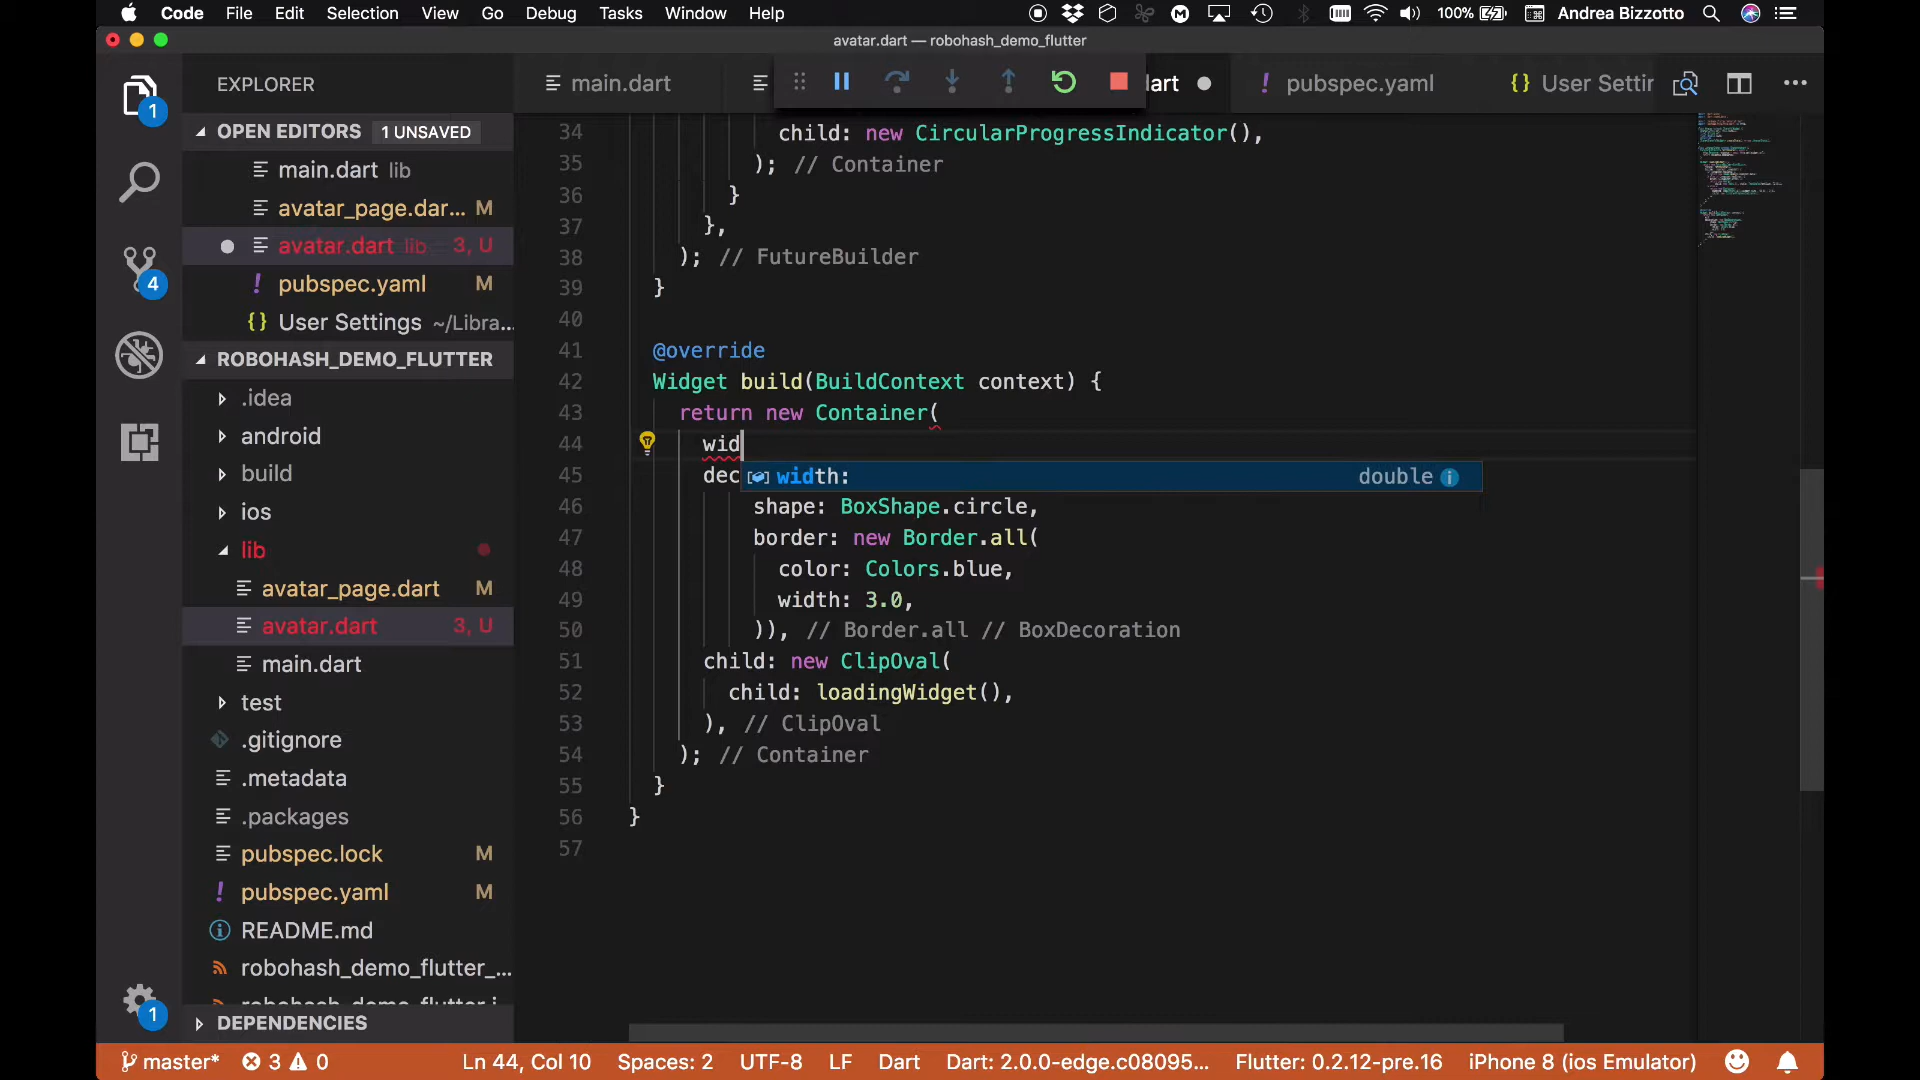 Code File Edit Selection View Go Debug Tasks Window Help 100% Andrea Bizzotto
avatar.dart — robohash_demo_flutter
EXPLORER
main.dart
art
! pubspec.yaml
{} User Settir
OPEN EDITORS 1 UNSAVED
main.dart lib
avatar_page.dar... M
avatar.dart lib 3, U
! pubspec.yaml M
{} User Settings ~/Libra...
ROBOHASH_DEMO_FLUTTER
.idea
android
build
ios
lib
avatar_page.dart M
avatar.dart 3, U
main.dart
test
.gitignore
.metadata
.packages
pubspec.lock M
! pubspec.yaml M
README.md
robohash_demo_flutter_...
DEPENDENCIES
1
4
1
34 child: new CircularProgressIndicator(),
35 ); // Container
36 }
37 },
38 ); // FutureBuilder
39 }
40
41 @override
42 Widget build(BuildContext context) {
43 return new Container(
44 wid
45 dec
width: double
46 shape: BoxShape.circle,
47 border: new Border.all(
48 color: Colors.blue,
49 width: 3.0,
50 )), // Border.all // BoxDecoration
51 child: new ClipOval(
52 child: loadingWidget(),
53 ), // ClipOval
54 ); // Container
55 }
56 }
57
master* 3 0 Ln 44, Col 10 Spaces: 2 UTF-8 LF Dart Dart: 2.0.0-edge.c08095... Flutter: 0.2.12-pre.16 iPhone 8 (ios Emulator)